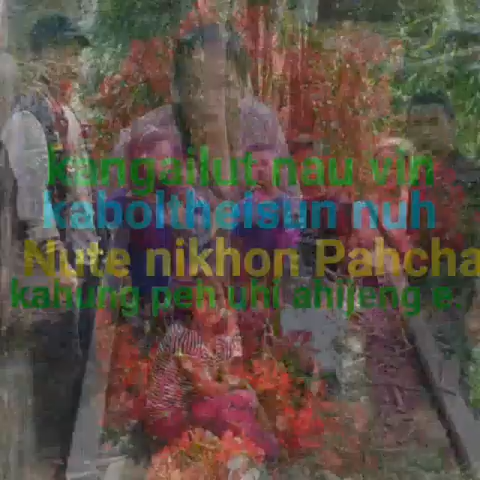 kangailut nau vin
kaboltheisun nuh
Nute nikhon Pahcha
kahung peh uhi ahijeng e.